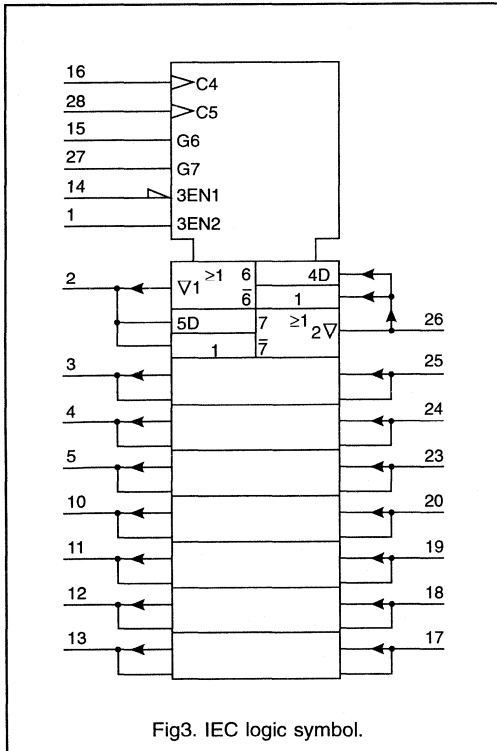 16 C4
28 C5
15 G6
27 G7
14 3EN1
1 3EN2
2 ▽1 ≥1 6 4D
6̅ 1
5D 7 ≥1 2▽ 26
1 7̅
3 25
4 24
5 23
10 20
11 19
12 18
13 17
Fig3. IEC logic symbol.